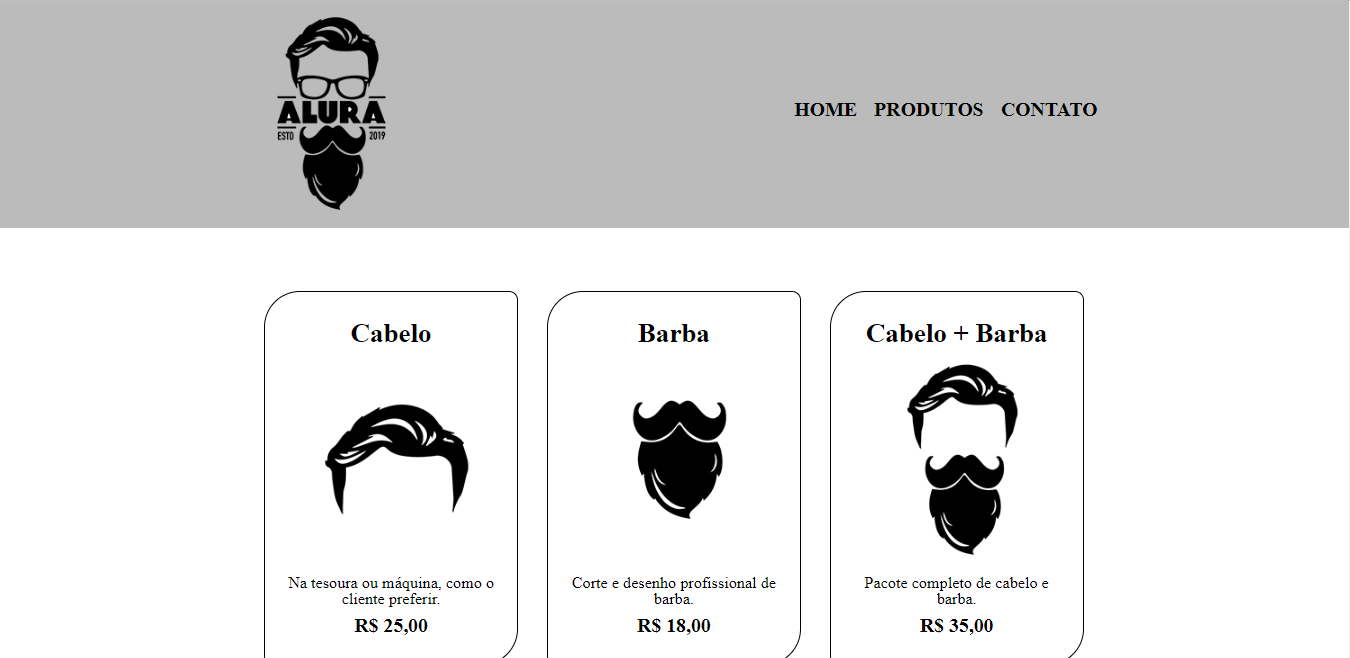 ALURA
ESTD 2019
HOME PRODUTOS CONTATO
Cabelo
Na tesoura ou máquina, como o
cliente preferir.
R$ 25,00
Barba
Corte e desenho profissional de
barba.
R$ 18,00
Cabelo + Barba
Pacote completo de cabelo e
barba.
R$ 35,00